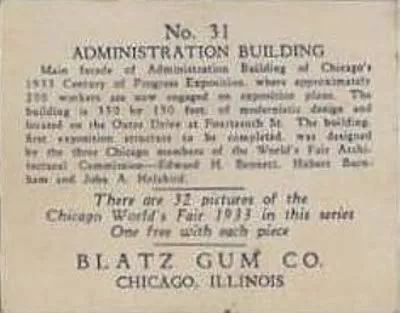 No. 31
ADMINISTRATION BUILDING
Main facade of Administration Building of Chicago's
1933 Century of Progress Exposition, where approximately
200 workers are now engaged on exposition plans. The
building is 350 by 150 feet, of modernistic design and
located on the Outer Drive at Fourteenth St. The building,
first exposition structure to be completed, was designed
by the three Chicago members of the World's Fair Archi-
tectural Commission—Edward H. Bennett, Hubert Burn-
ham and John A. Holabird.
There are 32 pictures of the
Chicago World's Fair 1933 in this series
One free with each piece
BLATZ GUM CO.
CHICAGO, ILLINOIS